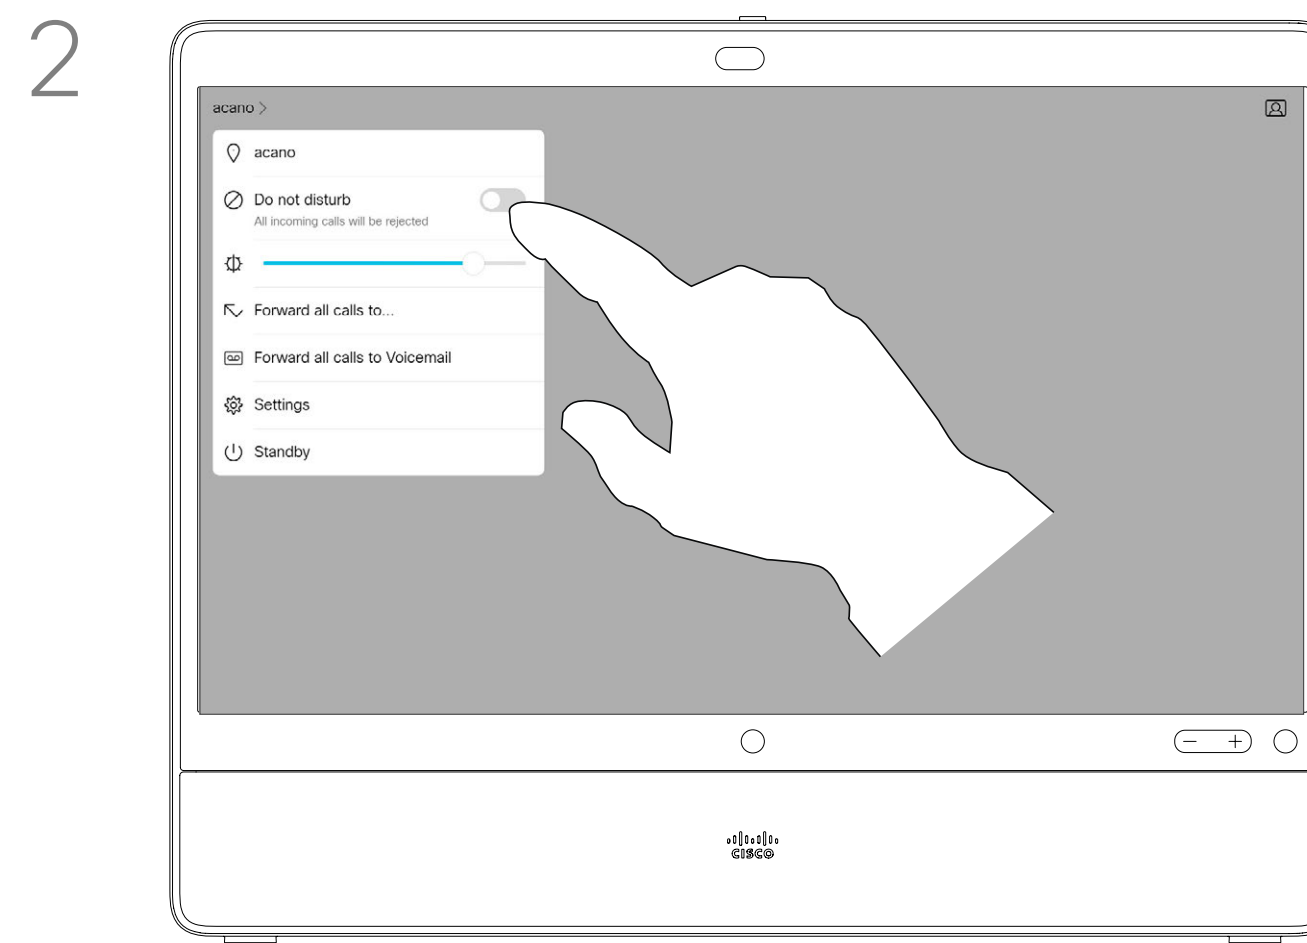 2
acano >
acano
Do not disturb
All incoming calls will be rejected
Forward all calls to...
Forward all calls to Voicemail
Settings
Standby
− +
CISCO